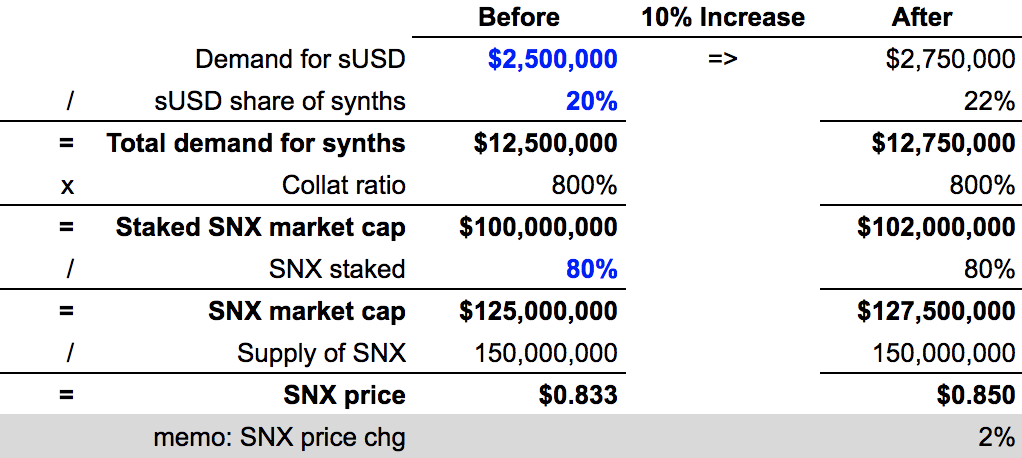 Before 10% Increase After
Demand for sUSD $2,500,000 => $2,750,000
/ sUSD share of synths 20% 22%
= Total demand for synths $12,500,000 $12,750,000
x Collat ratio 800% 800%
= Staked SNX market cap $100,000,000 $102,000,000
/ SNX staked 80% 80%
= SNX market cap $125,000,000 $127,500,000
/ Supply of SNX 150,000,000 150,000,000
= SNX price $0.833 $0.850
memo: SNX price chg 2%